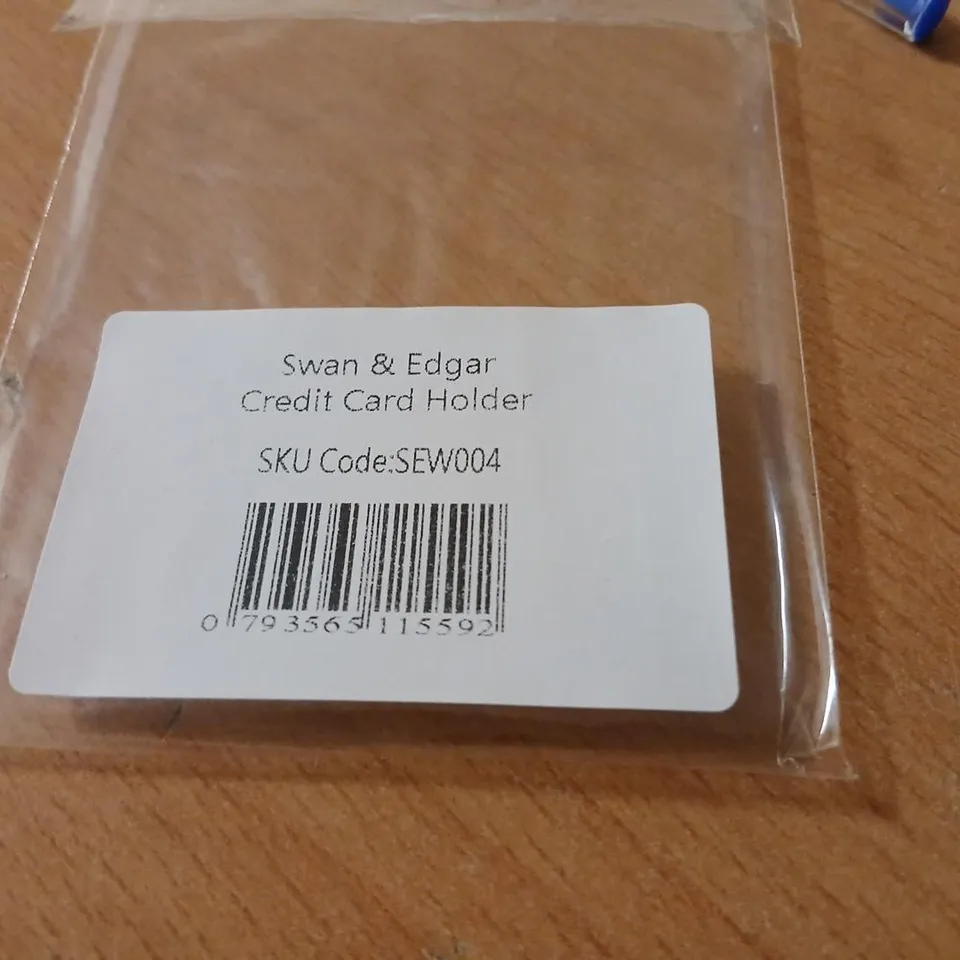 Swan & Edgar
Credit Card Holder
SKU Code:SEW004
0 793565 115592